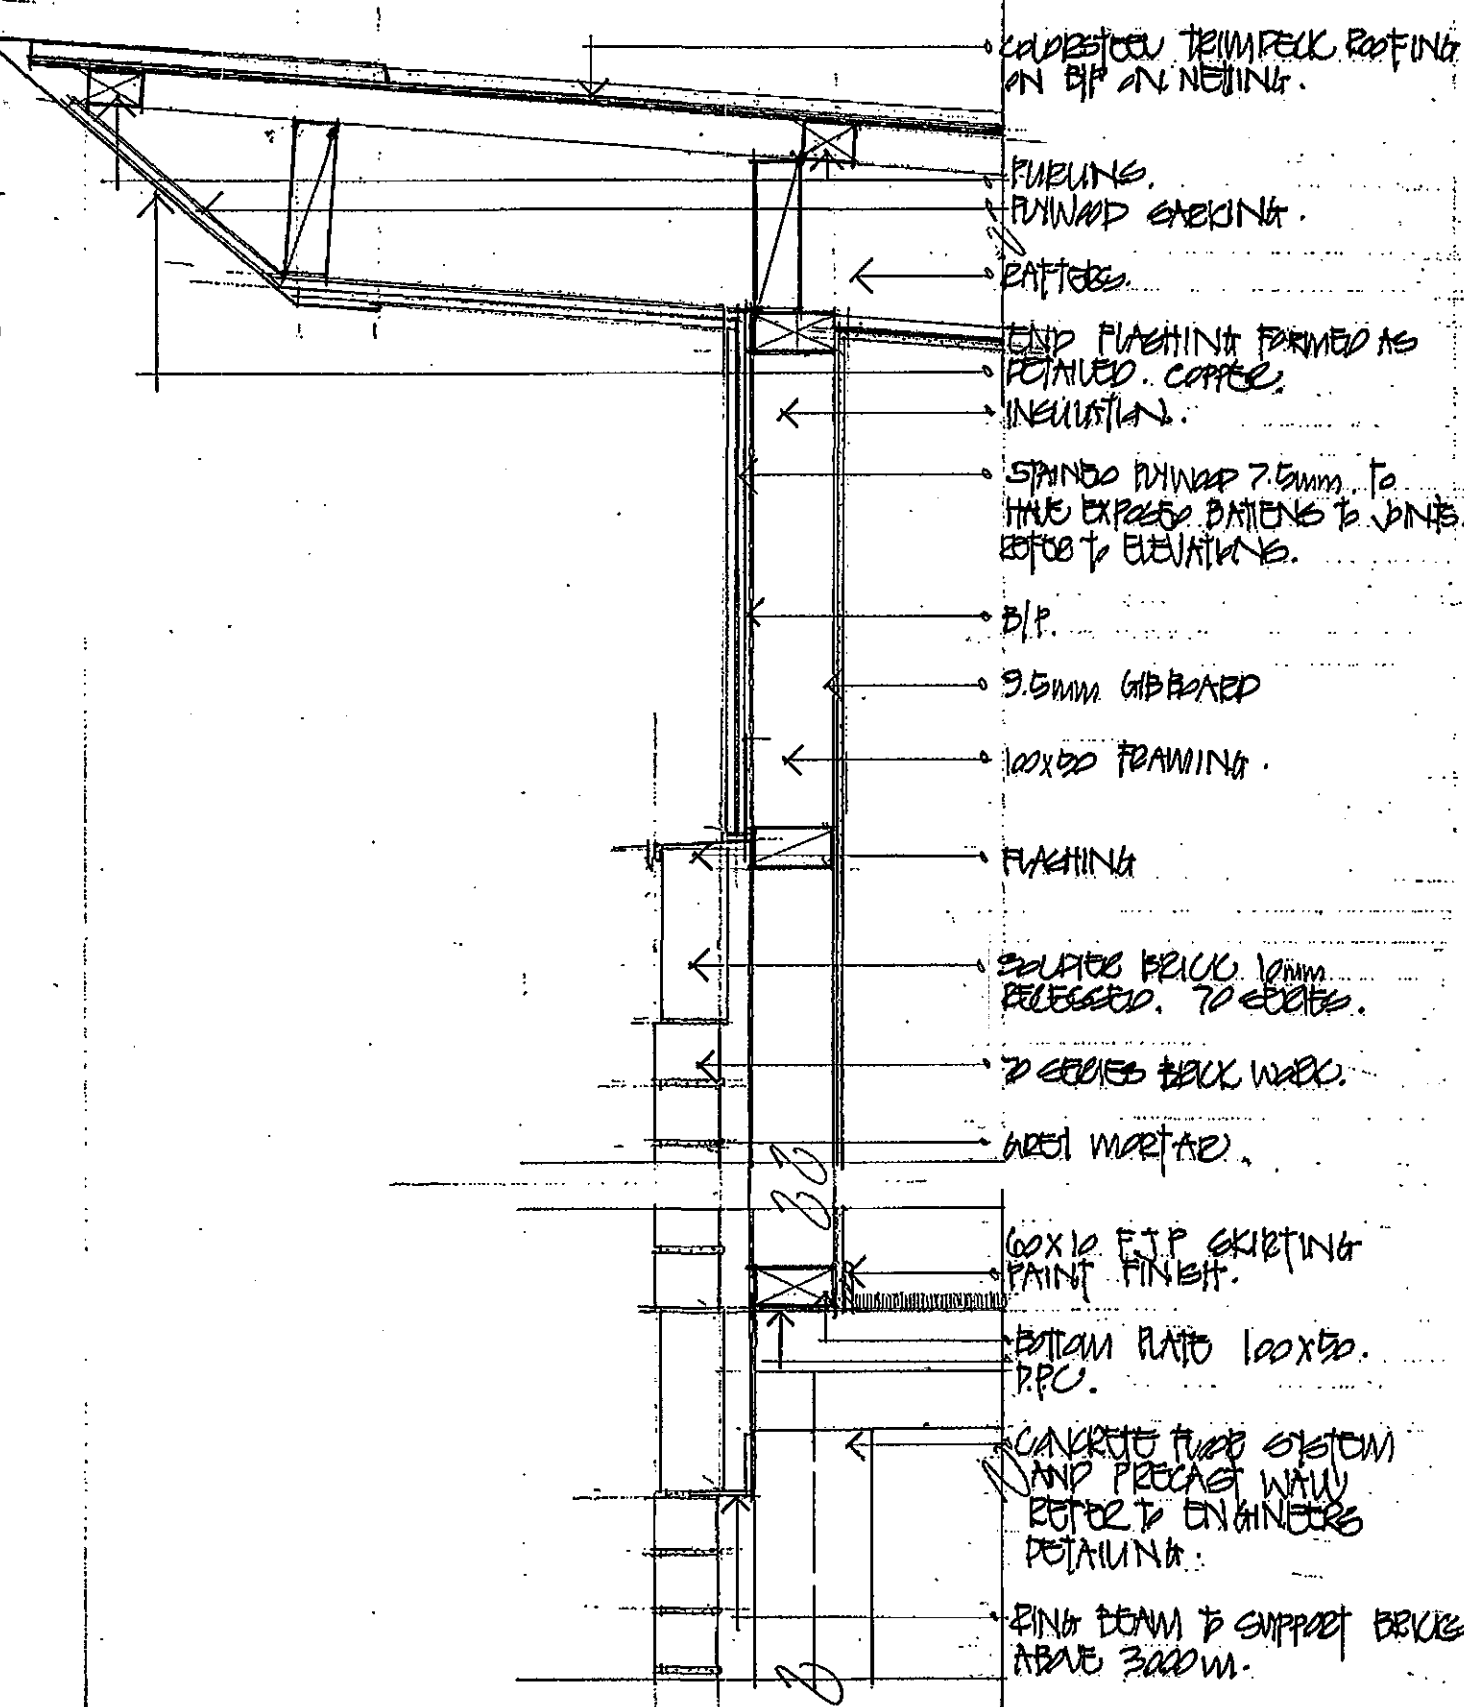 COLORSTEEL TRIMDECK ROOFING
ON B/P ON NETTING.
PURLINS.
PLYWOOD SARKING.
RAFTERS.
END FLASHING FORMED AS
DETAILED. COPPER.
INSULATION.
STAINED PLYWOOD 7.5mm. TO
HAVE EXPOSED BATTENS TO JOINTS.
REFER TO ELEVATIONS.
B/P.
9.5mm GIBBOARD
100x50 FRAMING.
FLASHING
SOLDIER BRICK 10mm
RECESSED. 70 SERIES.
70 SERIES BRICK WORK.
GREY MORTAR.
60x10 F.J.P SKIRTING
PAINT FINISH.
BOTTOM PLATE 100x50.
D.P.C.
CONCRETE FLOOR SYSTEM
AND PRECAST WALL
REFER TO ENGINEERS
DETAILING.
RING BEAM TO SUPPORT BRICKS
ABOVE 3000m.